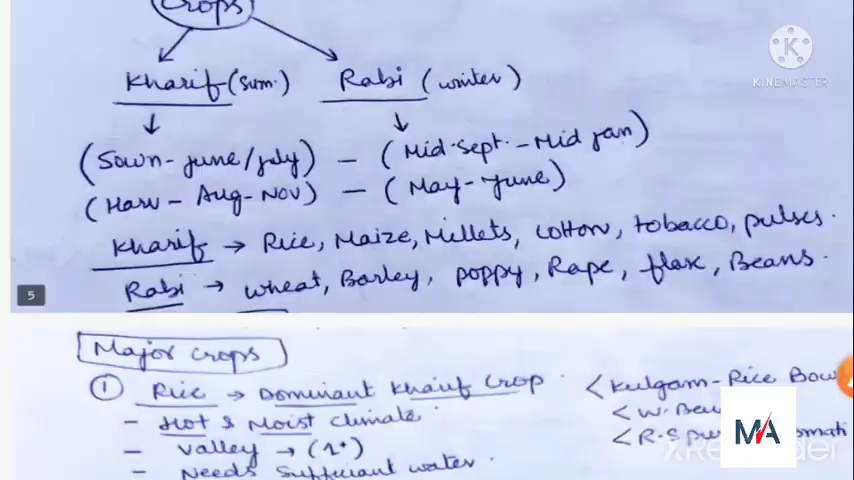 Crops
Kharif (sum.) Rabi (winter)
(Sown - June/July) - (Mid-Sept. - Mid Jan)
(Harv - Aug-Nov) - (May-June)
Kharif → Rice, Maize, Millets, Cotton, tobacco, pulses.
Rabi → wheat, Barley, poppy, Rape, flax, Beans.
5
Major crops
① Rice → Dominant Kharif Crop. < Kulgam - Rice Bow
- Hot & Moist climate. < W.
- Valley → (1°) < R.S
- Needs Sufficient water.
K
KINEMASTER
MA